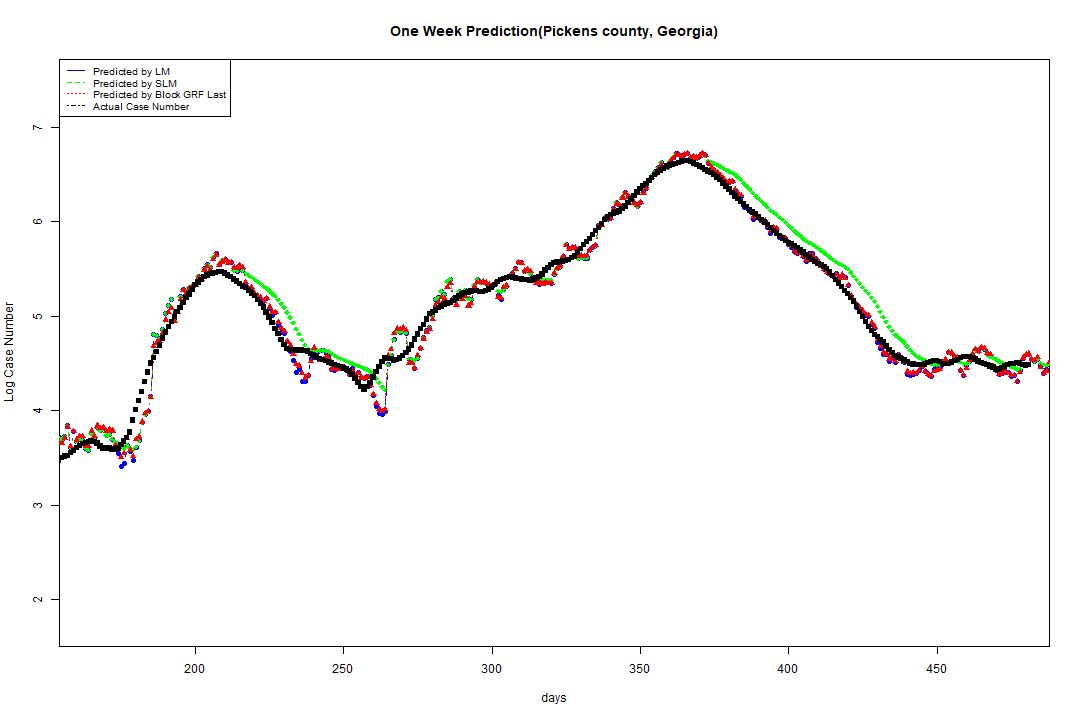 One Week Prediction(Pickens county, Georgia)
Predicted by LM
Predicted by SLM
Predicted by Block GRF Last
Actual Case Number
7
6
5
4
3
2
Log Case Number
200 250 300 350 400 450
days